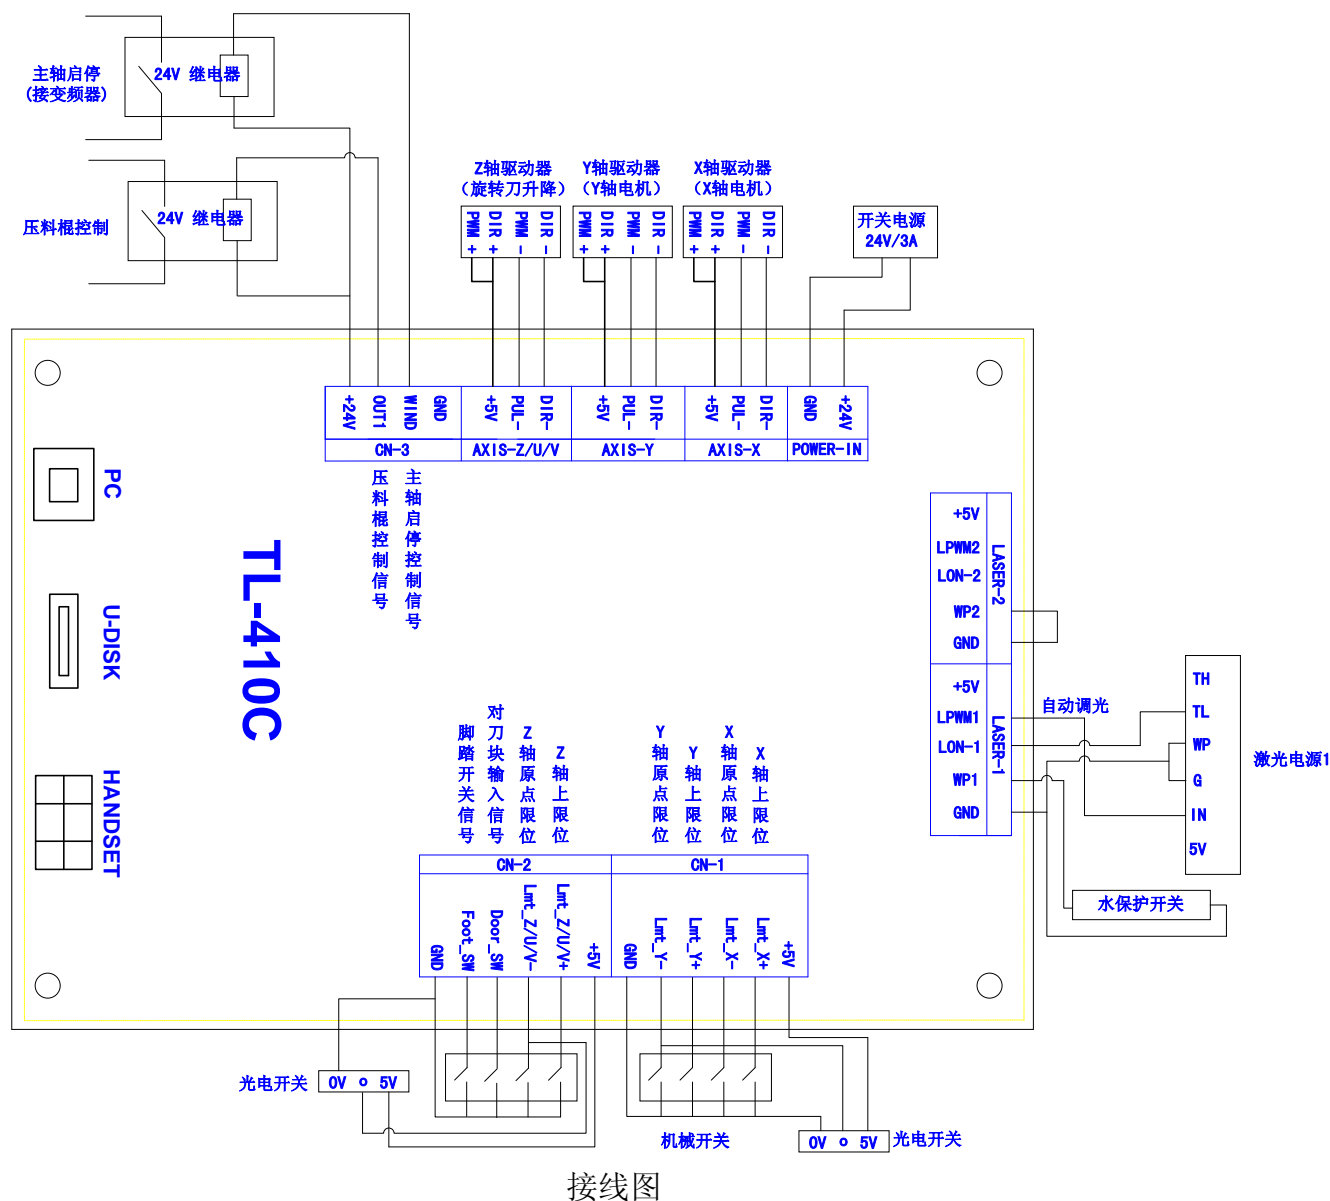 主轴启停
(接变频器)
24V 继电器
压料棍控制
24V 继电器
Z轴驱动器
(旋转刀升降)
PWM +
DIR +
PWM -
DIR -
Y轴驱动器
(Y轴电机)
PWM +
DIR +
PWM -
DIR -
X轴驱动器
(X轴电机)
PWM +
DIR +
PWM -
DIR -
开关电源
24V/3A
+24V
OUT1
WIND
GND
CN-3
+5V
PUL-
DIR-
AXIS-Z/U/V
+5V
PUL-
DIR-
AXIS-Y
+5V
PUL-
DIR-
AXIS-X
GND
+24V
POWER-IN
压料棍控制信号
主轴启停控制信号
PC
U-DISK
HANDSET
TL-410C
+5V
LPWM2
LON-2
WP2
GND
LASER-2
+5V
LPWM1
LON-1
WP1
GND
LASER-1
自动调光
TH
TL
WP
G
IN
5V
激光电源1
水保护开关
脚踏开关信号
对刀块输入信号
Z轴原点限位
Z轴上限位
Y轴原点限位
Y轴上限位
X轴原点限位
X轴上限位
CN-2
GND
Foot_SW
Door_SW
Lmt_Z/U/V-
Lmt_Z/U/V+
+5V
CN-1
GND
Lmt_Y-
Lmt_Y+
Lmt_X-
Lmt_X+
+5V
光电开关
0V o 5V
机械开关
0V o 5V
光电开关
接线图